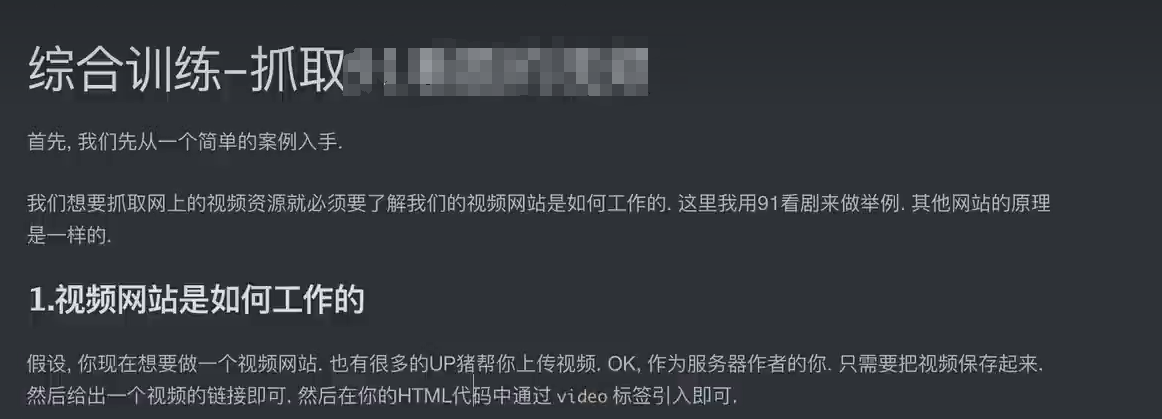 综合训练-抓取
首先, 我们先从一个简单的案例入手.
我们想要抓取网上的视频资源就必须要了解我们的视频网站是如何工作的. 这里我用91看剧来做举例. 其他网站的原理
是一样的.
1.视频网站是如何工作的
假设, 你现在想要做一个视频网站. 也有很多的UP猪帮你上传视频. OK, 作为服务器作者的你. 只需要把视频保存起来.
然后给出一个视频的链接即可. 然后在你的HTML代码中通过 video 标签引入即可.